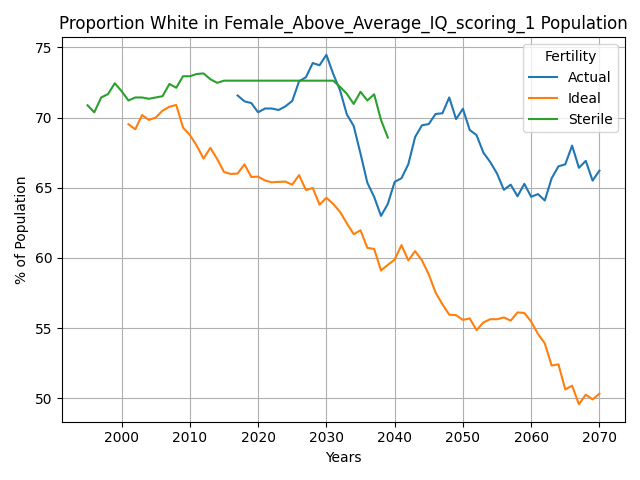 Proportion White in Female_Above_Average_IQ_scoring_1 Population
75
70
65
60
55
50
% of Population
2000
2010
2020
2030
2040
2050
2060
2070
Years
Fertility
Actual
Ideal
Sterile